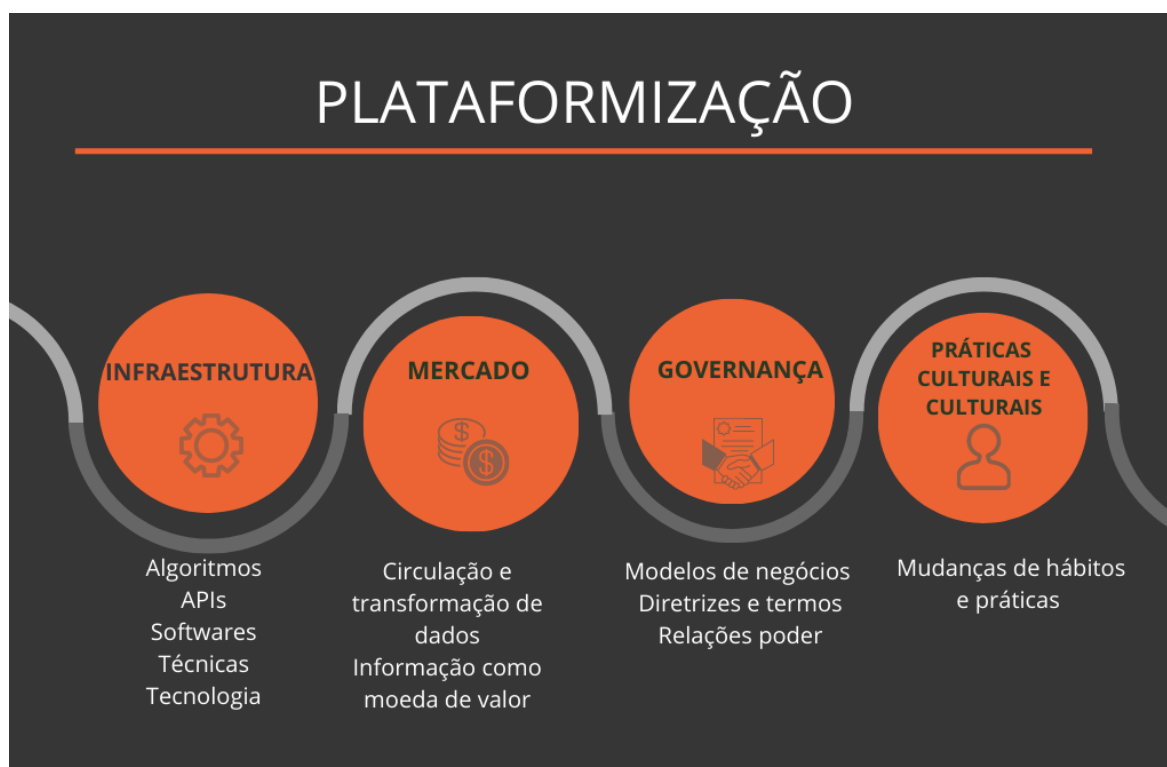 PLATAFORMIZAÇÃO
INFRAESTRUTURA
Algoritmos
APIs
Softwares
Técnicas
Tecnologia
MERCADO
Circulação e
transformação de
dados
Informação como
moeda de valor
GOVERNANÇA
Modelos de negócios
Diretrizes e termos
Relações poder
PRÁTICAS
CULTURAIS E
CULTURAIS
Mudanças de hábitos
e práticas